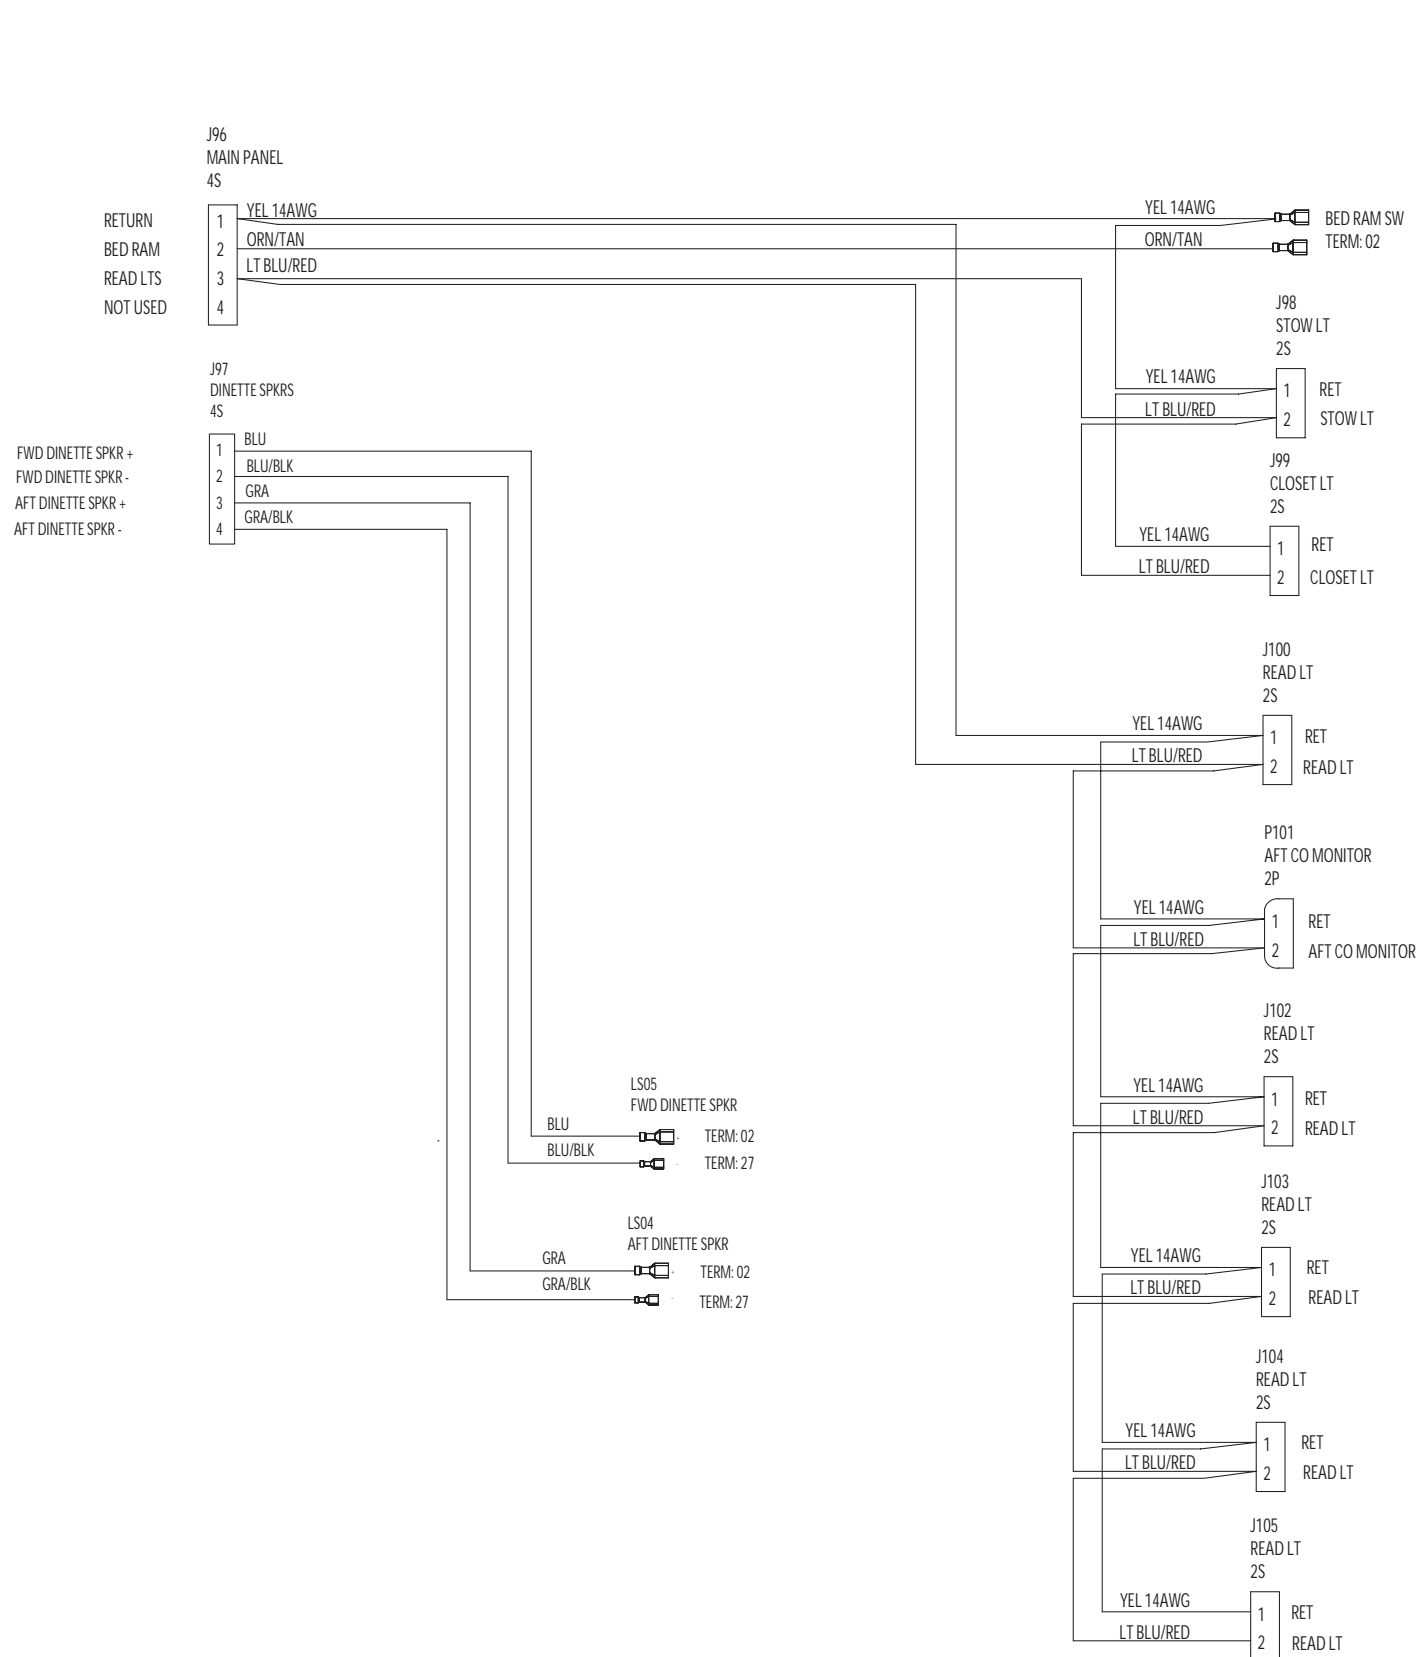 J96
MAIN PANEL
4S
RETURN 1 YEL 14AWG
BED RAM 2 ORN/TAN
READ LTS 3 LT BLU/RED
NOT USED 4
YEL 14AWG BED RAM SW
ORN/TAN TERM: 02
J98
STOW LT
2S
YEL 14AWG 1 RET
LT BLU/RED 2 STOW LT
J97
DINETTE SPKRS
4S
FWD DINETTE SPKR + 1 BLU
FWD DINETTE SPKR - 2 BLU/BLK
AFT DINETTE SPKR + 3 GRA
AFT DINETTE SPKR - 4 GRA/BLK
J99
CLOSET LT
2S
YEL 14AWG 1 RET
LT BLU/RED 2 CLOSET LT
J100
READ LT
2S
YEL 14AWG 1 RET
LT BLU/RED 2 READ LT
P101
AFT CO MONITOR
2P
YEL 14AWG 1 RET
LT BLU/RED 2 AFT CO MONITOR
J102
READ LT
2S
YEL 14AWG 1 RET
LT BLU/RED 2 READ LT
LS05
FWD DINETTE SPKR
BLU + TERM: 02
BLU/BLK - TERM: 27
J103
READ LT
2S
YEL 14AWG 1 RET
LT BLU/RED 2 READ LT
LS04
AFT DINETTE SPKR
GRA + TERM: 02
GRA/BLK - TERM: 27
J104
READ LT
2S
YEL 14AWG 1 RET
LT BLU/RED 2 READ LT
J105
READ LT
2S
YEL 14AWG 1 RET
LT BLU/RED 2 READ LT